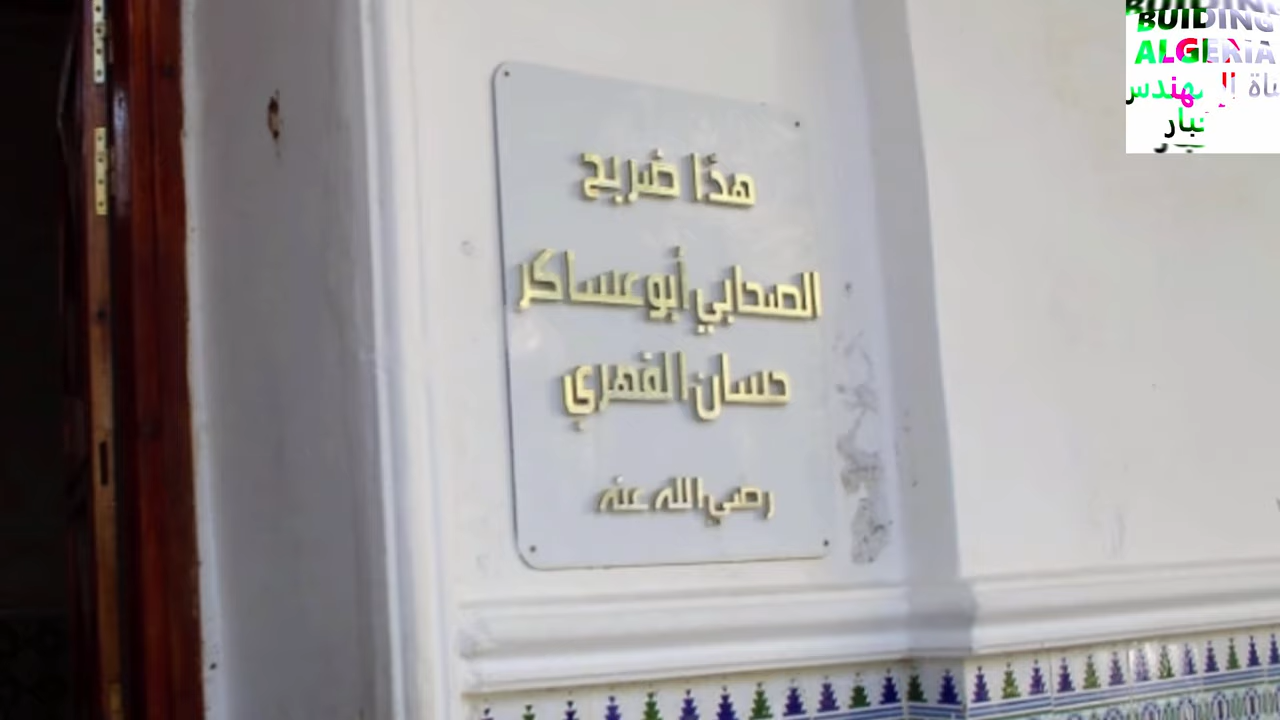 هذا ضريح
الصحابي أبو عساكر
حسان الفهري
رضي الله عنه
BUIDING
ALGERIA